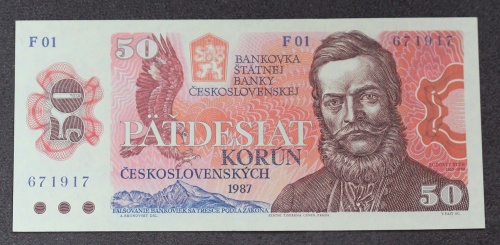 F 01
50
F 01
671917
BANKOVKA
ŠTÁTNEJ
BANKY
ČESKOSLOVENSKEJ
50
PÄŤDESIAT
KORÚN
ČESKOSLOVENSKÝCH
1987
671917
50
FALŠOVANIE BANKOVIEK SA TRESCE PODĽA ZÁKONA